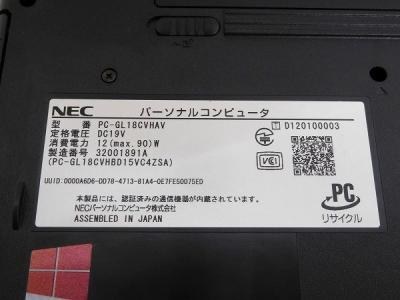 NEC パーソナルコンピュータ
型番 PC-GL18CVHAV
定格電圧 DC19V
消費電力 12(max.90)W
製造番号 32001891A
(PC-GL18CVHBD15VC4ZSA)
T D120100003
VCCI
UUID:0000A6D6-DD78-4713-81A4-0E7FE50D75ED
本製品には、認証済みの通信機器が内蔵されています。
NECパーソナルコンピュータ株式会社
ASSEMBLED IN JAPAN
PC
リサイクル